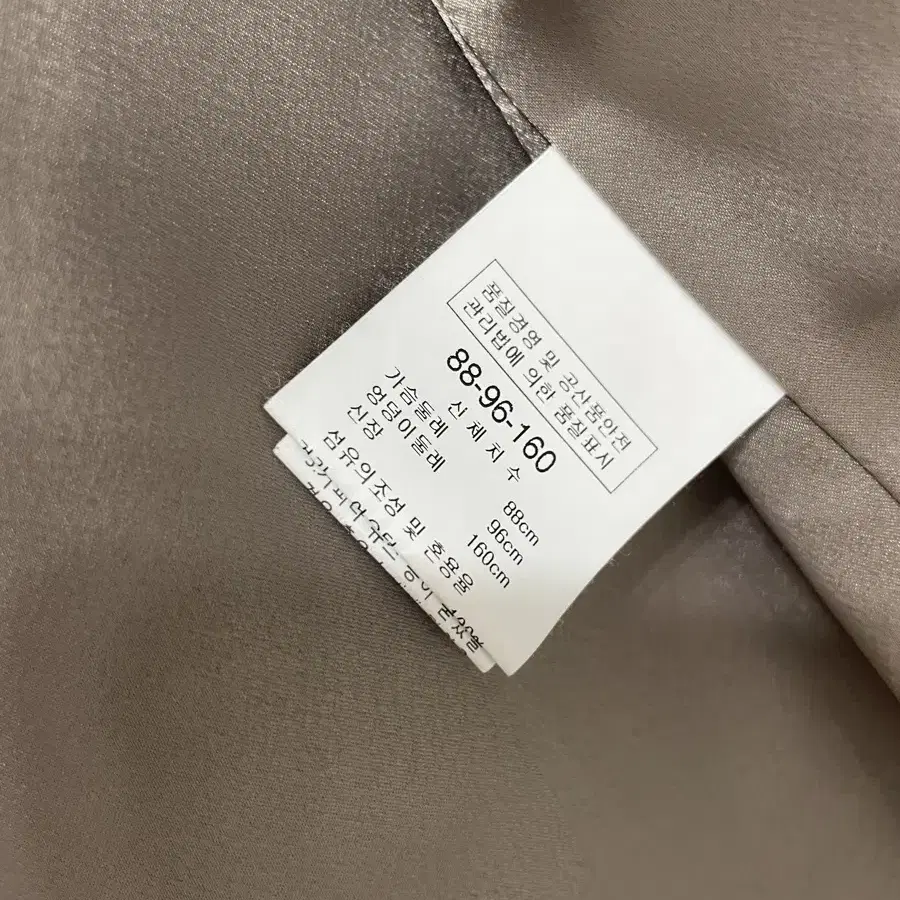 품질경영 및 공산품안전
관리법에 의한 품질표시
88-96-160
신 체 치 수
가슴둘레 88cm
엉덩이둘레 96cm
신장 160cm
섬유의조성 및 혼용율